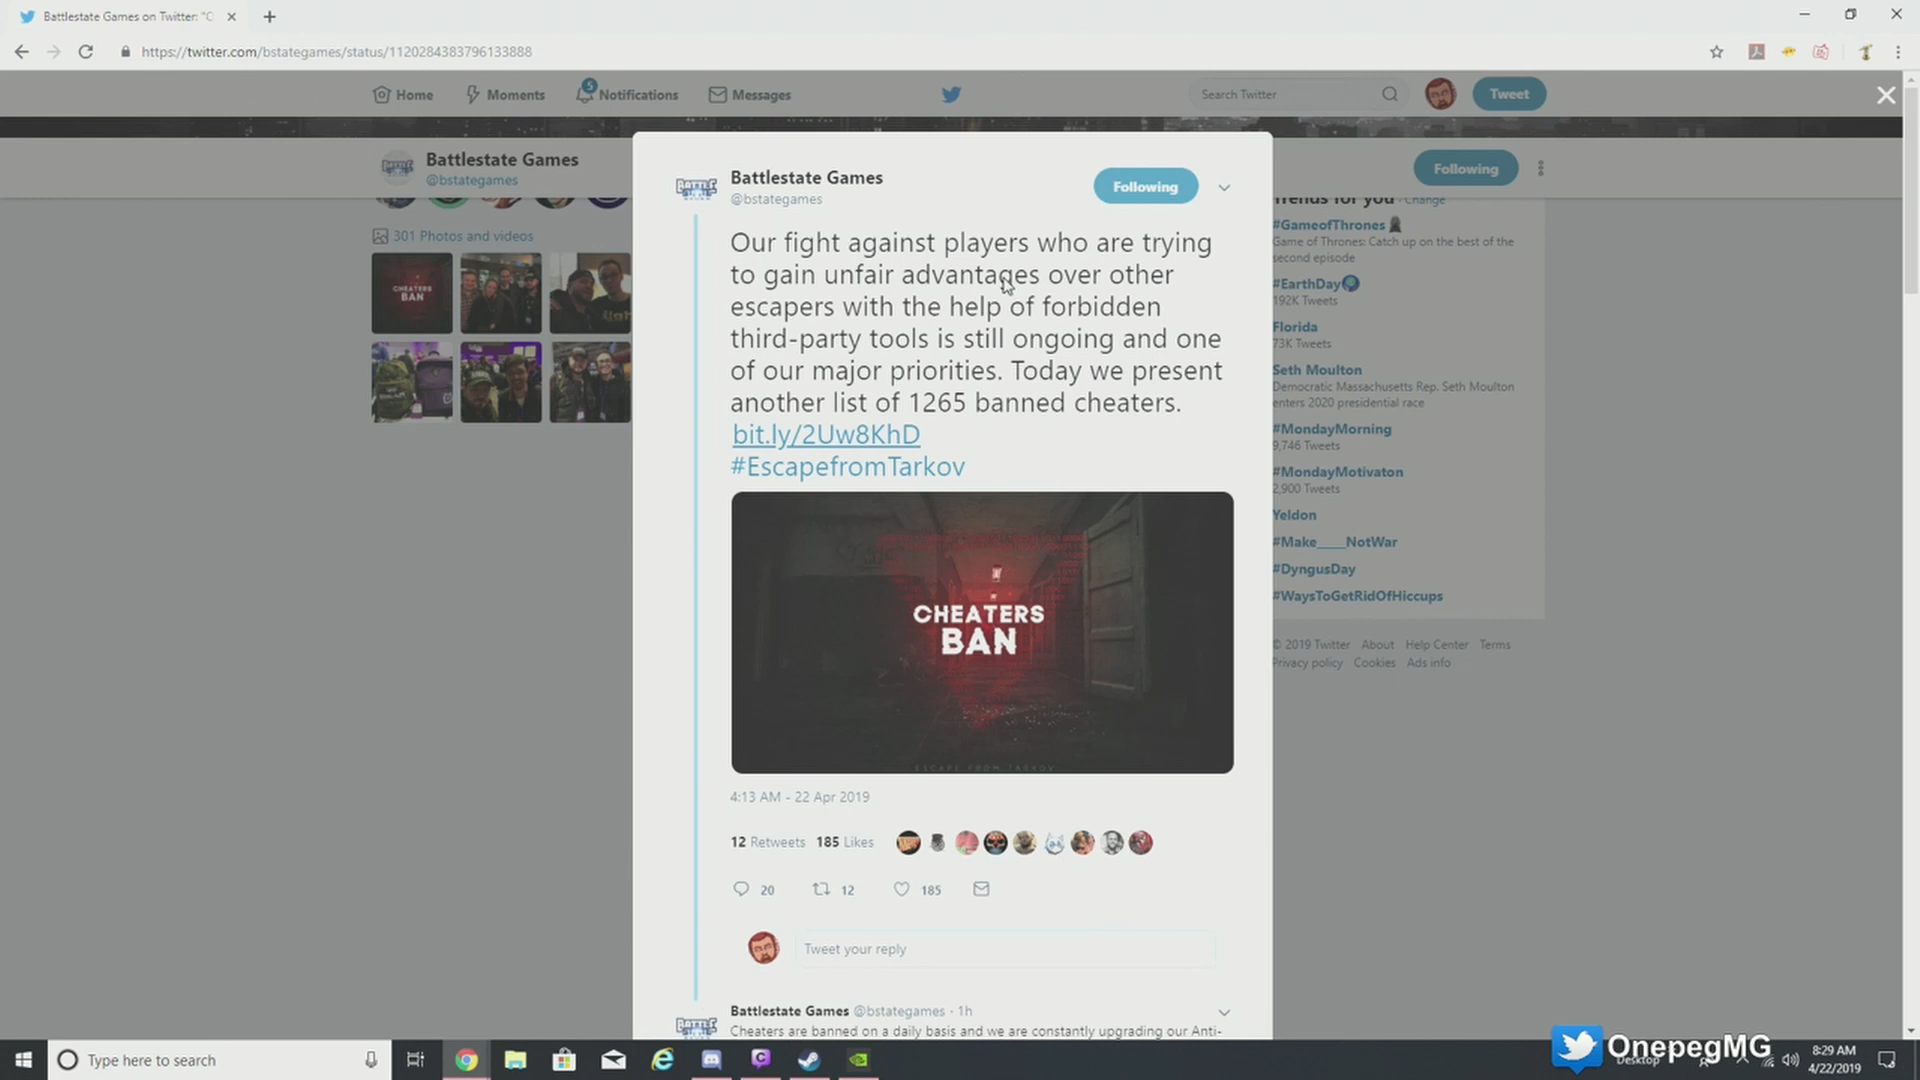 Battlestate Games on Twitter: "C
https://twitter.com/bstategames/status/1120284383796133888
Home
Moments
5
Notifications
Messages
Search Twitter
Tweet
Battlestate Games
@bstategames
Following
301 Photos and videos
CHEATERS
BAN
Battlestate Games
@bstategames
Following
Our fight against players who are trying
to gain unfair advantages over other
escapers with the help of forbidden
third-party tools is still ongoing and one
of our major priorities. Today we present
another list of 1265 banned cheaters.
bit.ly/2Uw8KhD
#EscapefromTarkov
CHEATERS
BAN
ESCAPE FROM TARKOV
4:13 AM - 22 Apr 2019
12 Retweets 185 Likes
20 12 185
Tweet your reply
Battlestate Games @bstategames · 1h
Cheaters are banned on a daily basis and we are constantly upgrading our Anti-
Trends for you · Change
#GameofThrones
Game of Thrones: Catch up on the best of the
second episode
#EarthDay
192K Tweets
Florida
73K Tweets
Seth Moulton
Democratic Massachusetts Rep. Seth Moulton
enters 2020 presidential race
#MondayMorning
9,746 Tweets
#MondayMotivaton
2,900 Tweets
Yeldon
#Make____NotWar
#DyngusDay
#WaysToGetRidOfHiccups
© 2019 Twitter About Help Center Terms
Privacy policy Cookies Ads info
Type here to search
OnepegMG
Desktop
8:29 AM
4/22/2019